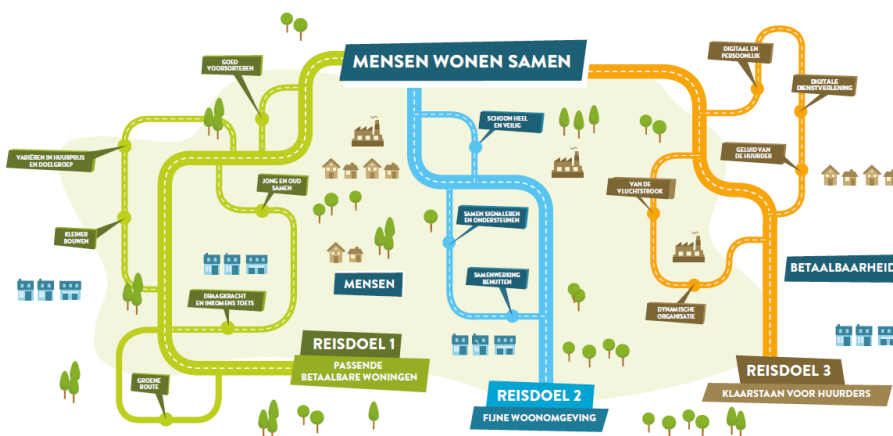 MENSEN WONEN SAMEN
GOED
VOORSORTEREN
VARIËREN IN HUURPRIJS
EN DOELGROEP
JONG EN OUD
SAMEN
KLEINER
BOUWEN
DRAAGKRACHT
EN INKOMENS TOETS
GROENE
ROUTE
REISDOEL 1
PASSENDE
BETAALBARE WONINGEN
MENSEN
SCHOON HEEL
EN VEILIG
SAMEN SIGNALEREN
EN ONDERSTEUNEN
SAMENWERKING
BENUTTEN
REISDOEL 2
FIJNE WOONOMGEVING
DIGITAAL EN
PERSOONLIJK
DIGITALE
DIENSTVERLENING
GELUID VAN
DE HUURDER
VAN DE
VLUCHTSTROOK
DYNAMISCHE
ORGANISATIE
BETAALBAARHEID
REISDOEL 3
KLAARSTAAN VOOR HUURDERS